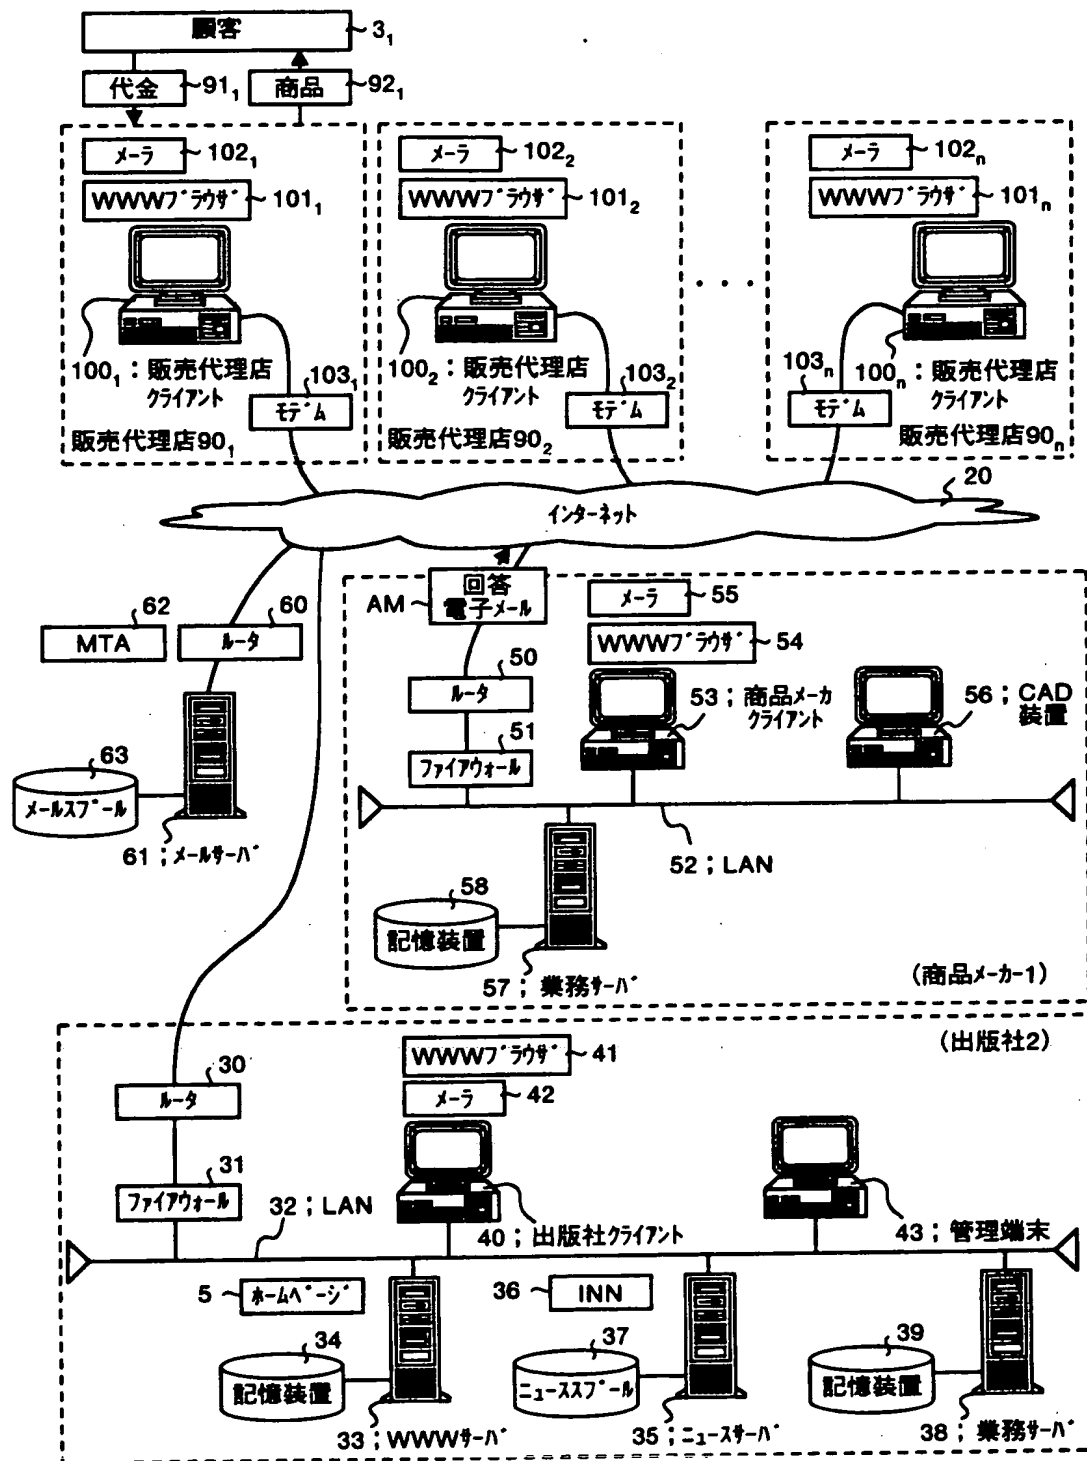 顧客 3₁
代金 91₁ 商品 92₁
メーラ 102₁
WWWブラウザ 101₁
100₁：販売代理店
クライアント
103₁
モデム
販売代理店90₁
メーラ 102₂
WWWブラウザ 101₂
100₂：販売代理店
クライアント
103₂
モデム
販売代理店90₂
・・・・
メーラ 102ₙ
WWWブラウザ 101ₙ
103ₙ
モデム
100ₙ：販売代理店
クライアント
販売代理店90ₙ
20
インターネット
62
MTA
60
ルータ
63
メールスプール
61；メールサーバ
AM
回答
電子メール
50
ルータ
51
ファイアウォール
メーラ 55
WWWブラウザ 54
53；商品メーカ
クライアント
56；CAD
装置
52；LAN
58
記憶装置
57；業務サーバ
(商品メーカー1)
(出版社2)
30
ルータ
31
ファイアウォール
32；LAN
WWWブラウザ 41
メーラ 42
40；出版社クライアント
43；管理端末
5 ホームページ
34
記憶装置
33；WWWサーバ
36 INN
37
ニューススプール
35；ニュースサーバ
39
記憶装置
38；業務サーバ